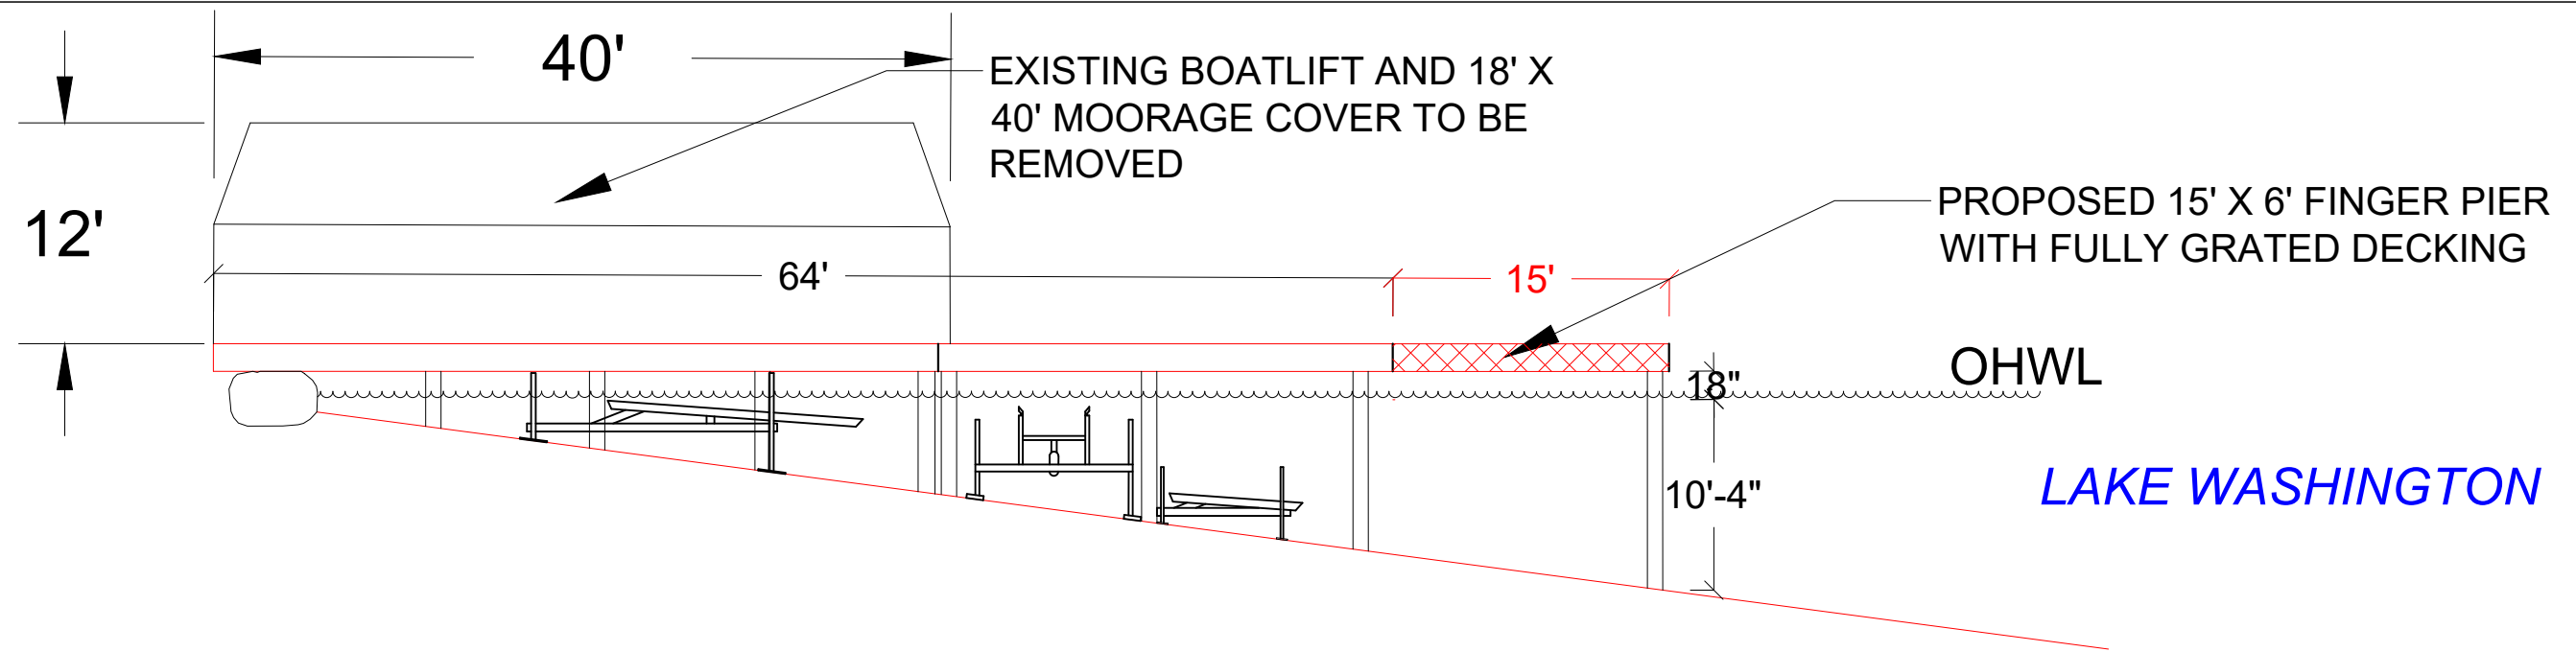 40'
EXISTING BOATLIFT AND 18' X
40' MOORAGE COVER TO BE
REMOVED
12'
PROPOSED 15' X 6' FINGER PIER
WITH FULLY GRATED DECKING
64'
15'
OHWL
18"
LAKE WASHINGTON
10'-4"